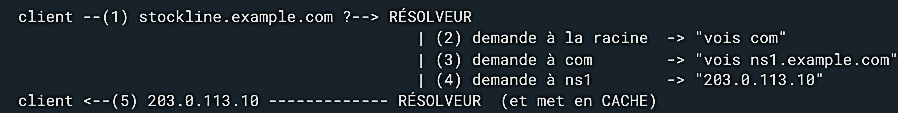 client --(1) stockline.example.com ?--> RÉSOLVEUR
| (2) demande à la racine -> "vois com"
| (3) demande à com -> "vois ns1.example.com"
| (4) demande à ns1 -> "203.0.113.10"
client <--(5) 203.0.113.10 ------------- RÉSOLVEUR (et met en CACHE)